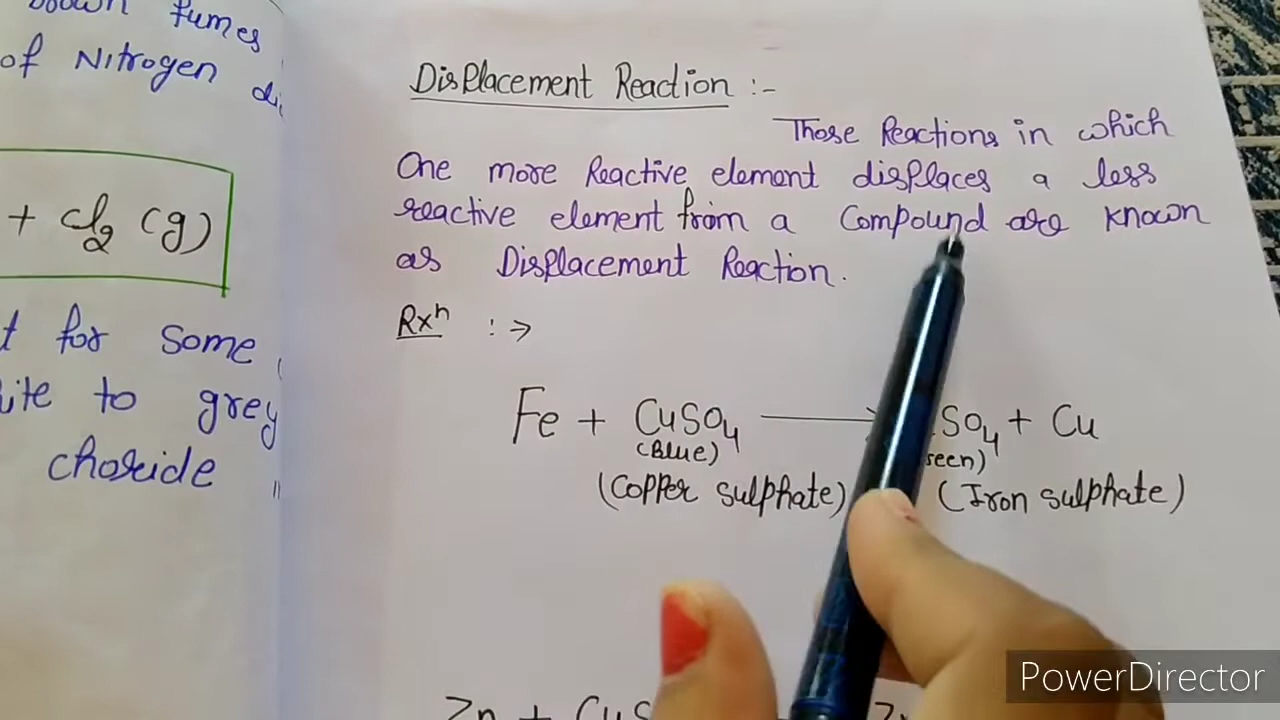 fumes
of Nitrogen
+ Cl2 (g)
for some
to grey
choride
Displacement Reaction :-
Those Reactions in which
One more Reactive element displaces a less
reactive element from a Compound are known
as Displacement Reaction.
Rxn : →
Fe + CuSO4 → SO4 + Cu
(Blue)
(Copper sulphate) (Iron sulphate)
Zn + CuS
PowerDirector